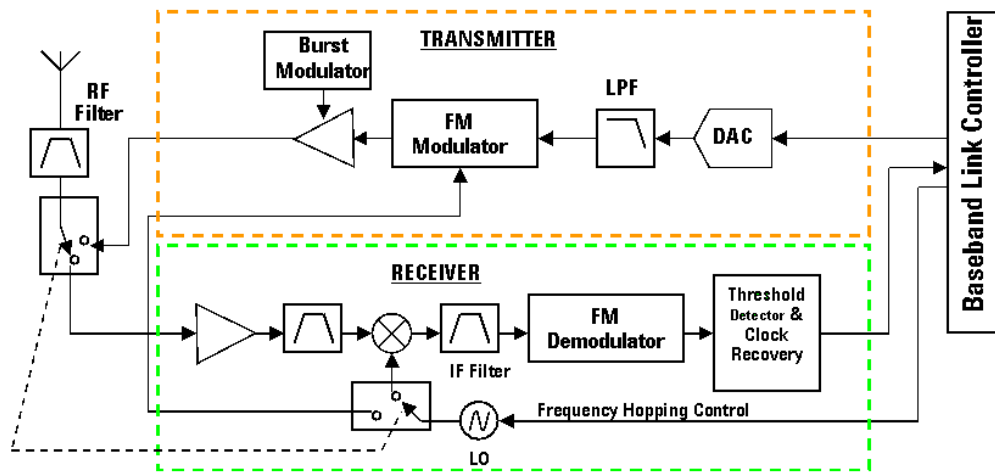 TRANSMITTER
Burst
Modulator
RF
Filter
FM
Modulator
LPF
DAC
Baseband Link Controller
RECEIVER
FM
Demodulator
Threshold
Detector &
Clock
Recovery
IF Filter
Frequency Hopping Control
LO